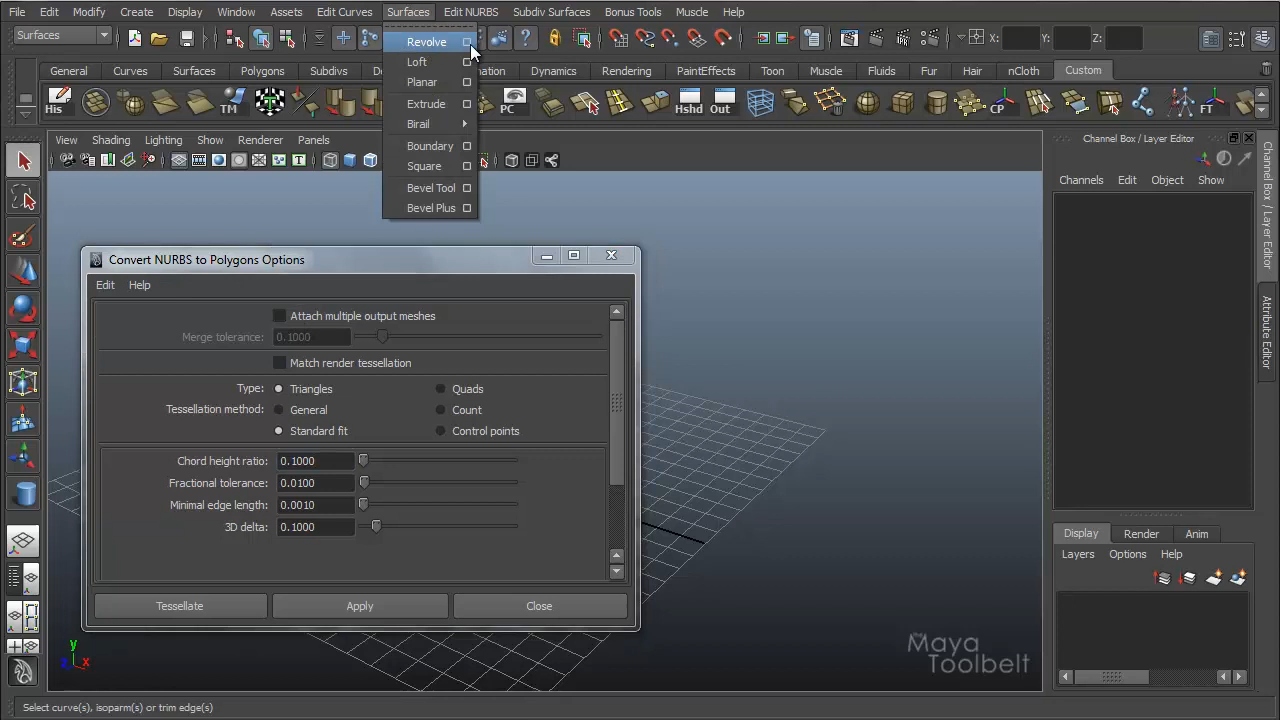 File Edit Modify Create Display Window Assets Edit Curves Surfaces Edit NURBS Subdiv Surfaces Bonus Tools Muscle Help
Surfaces
X: Y: Z:
Revolve
Loft
Planar
Extrude
Birail
Boundary
Square
Bevel Tool
Bevel Plus
General Curves Surfaces Polygons Subdivs De nation Dynamics Rendering PaintEffects Toon Muscle Fluids Fur Hair nCloth Custom
His TM PC Hshd Out CP FT
View Shading Lighting Show Renderer Panels
Channel Box / Layer Editor
Channels Edit Object Show
Channel Box / Layer Editor
Attribute Editor
Convert NURBS to Polygons Options
Edit Help
Attach multiple output meshes
Merge tolerance: 0.1000
Match render tessellation
Type: Triangles Quads
Tessellation method: General Count
Standard fit Control points
Chord height ratio: 0.1000
Fractional tolerance: 0.0100
Minimal edge length: 0.0010
3D delta: 0.1000
Tessellate Apply Close
Display Render Anim
Layers Options Help
y
z x
Maya
Toolbelt
Select curve(s), isoparm(s) or trim edge(s)